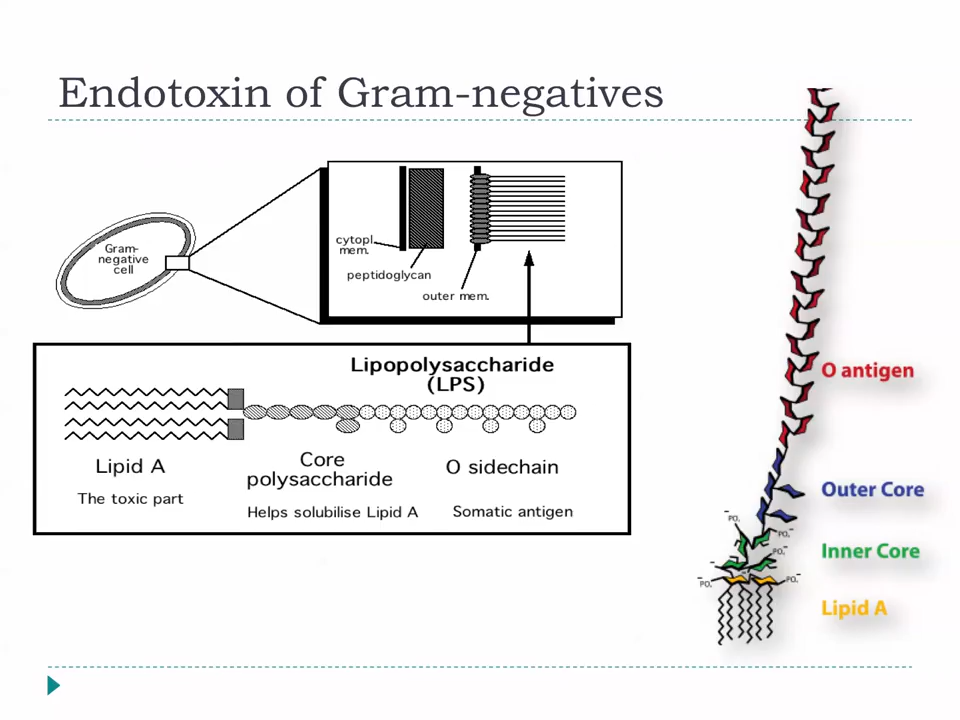 Endotoxin of Gram-negatives
Gram-
negative
cell
cytopl.
mem.
peptidoglycan
outer mem.
Lipopolysaccharide
(LPS)
Lipid A
The toxic part
Core
polysaccharide
Helps solubilise Lipid A
O sidechain
Somatic antigen
O antigen
Outer Core
Inner Core
Lipid A
PO₄⁻
PO₄⁻
PO₄⁻
PO₄⁻
PO₄⁻